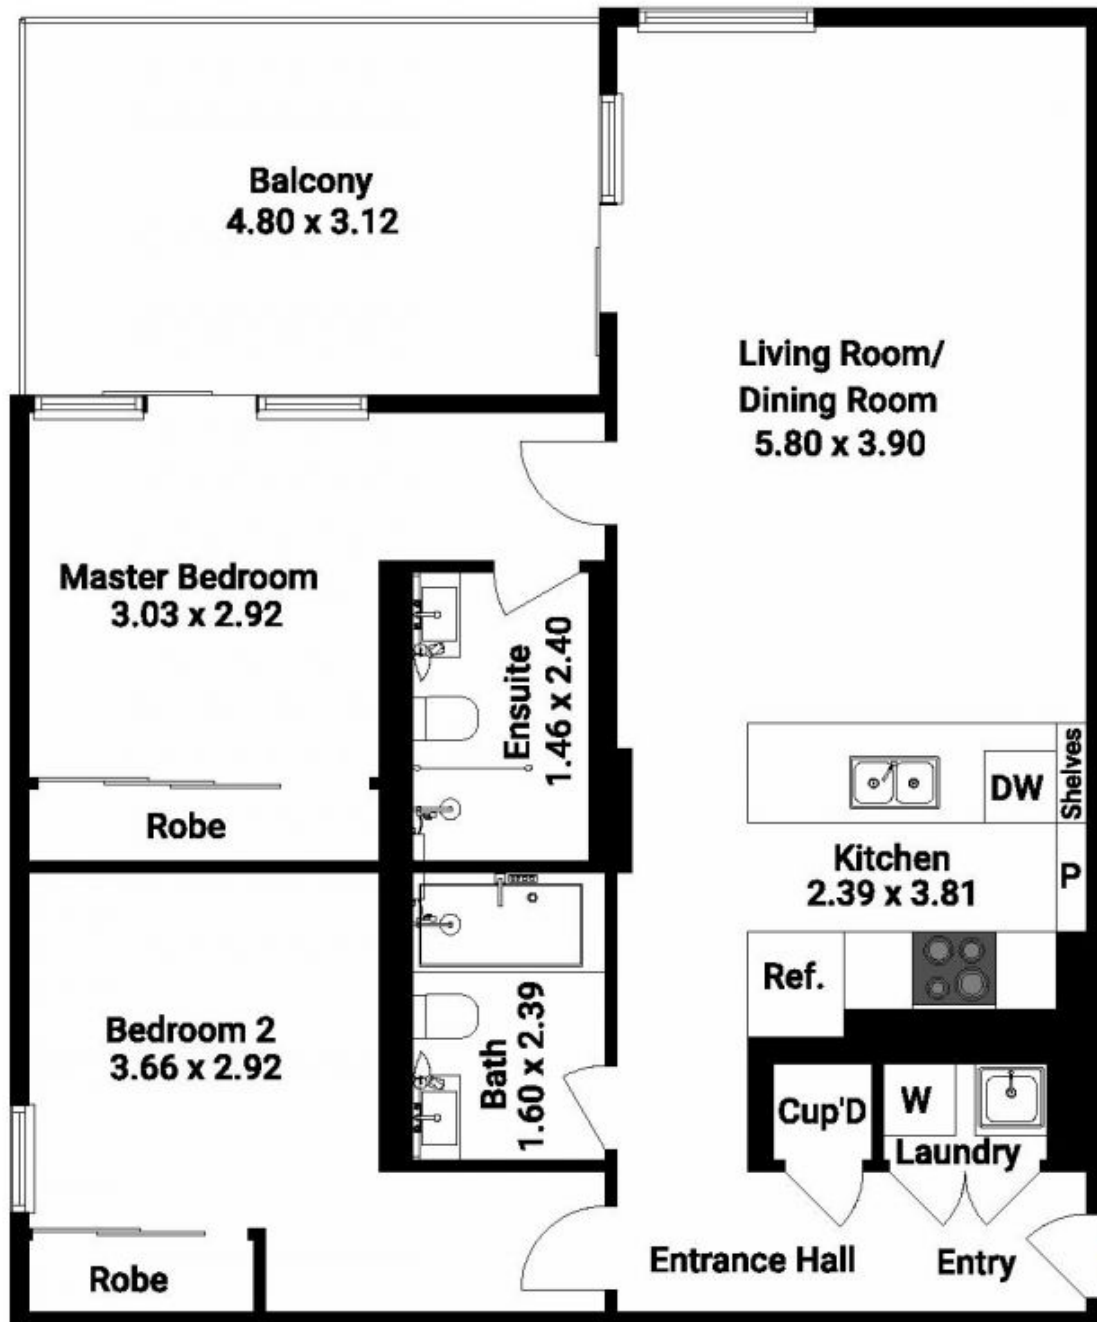 Balcony
4.80 x 3.12
Living Room/
Dining Room
5.80 x 3.90
Master Bedroom
3.03 x 2.92
Ensuite
1.46 x 2.40
Robe
DW
Shelves
Kitchen
2.39 x 3.81
P
Ref.
Bedroom 2
3.66 x 2.92
Bath
1.60 x 2.39
Cup'D
W
Laundry
Robe
Entrance Hall
Entry